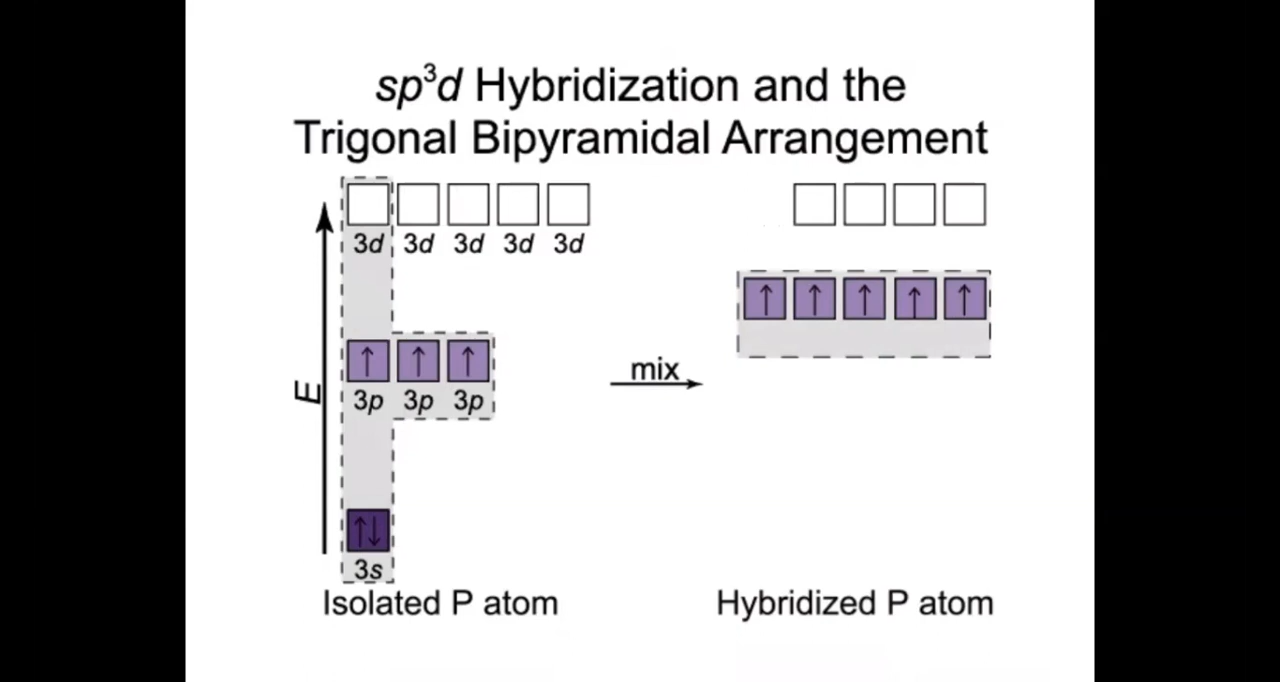 sp³d Hybridization and the
Trigonal Bipyramidal Arrangement
3d 3d 3d 3d 3d
↑ ↑ ↑ ↑ ↑
E
↑ ↑ ↑
3p 3p 3p
mix
↑↓
3s
Isolated P atom
Hybridized P atom